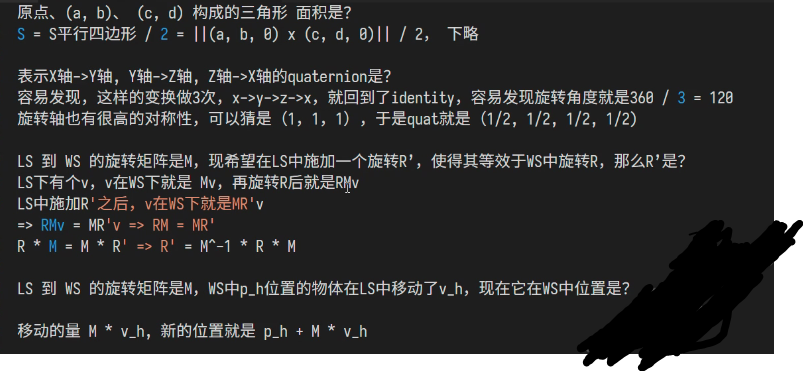 原点、(a, b)、 (c, d) 构成的三角形 面积是?
S = S平行四边形 / 2 = ||(a, b, 0) x (c, d, 0)|| / 2， 下略
表示X轴->Y轴, Y轴->Z轴, Z轴->X轴的quaternion是?
容易发现，这样的变换做3次，x->y->z->x，就回到了identity，容易发现旋转角度就是360 / 3 = 120
旋转轴也有很高的对称性，可以猜是（1, 1, 1），于是quat就是（1/2, 1/2, 1/2, 1/2)
LS 到 WS 的旋转矩阵是M，现希望在LS中施加一个旋转R’，使得其等效于WS中旋转R，那么R’是?
LS下有个v，v在WS下就是 Mv，再旋转R后就是RMv
LS中施加R'之后，v在WS下就是MR'v
=> RMv = MR'v => RM = MR'
R * M = M * R' => R' = M^-1 * R * M
LS 到 WS 的旋转矩阵是M，WS中p_h位置的物体在LS中移动了v_h，现在它在WS中位置是?
移动的量 M * v_h, 新的位置就是 p_h + M * v_h